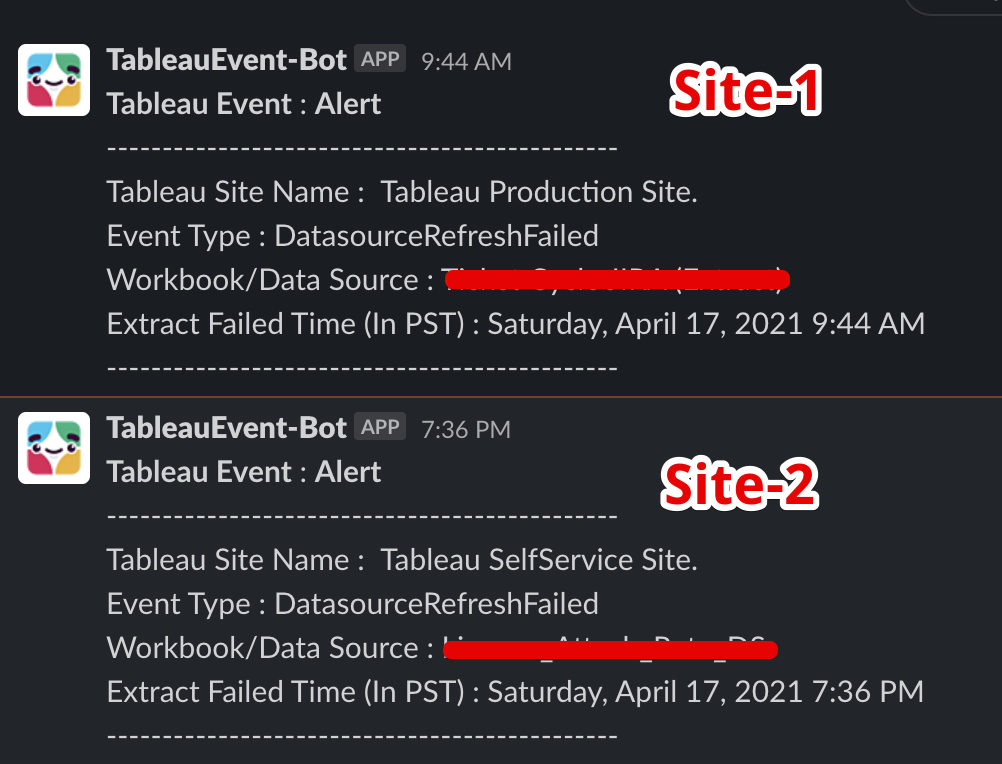 TableauEvent-Bot APP 9:44 AM
Site-1
Tableau Event : Alert
----------------------------------------------
Tableau Site Name : Tableau Production Site.
Event Type : DatasourceRefreshFailed
Workbook/Data Source :
Extract Failed Time (In PST) : Saturday, April 17, 2021 9:44 AM
----------------------------------------------
TableauEvent-Bot APP 7:36 PM
Tableau Event : Alert
Site-2
----------------------------------------------
Tableau Site Name : Tableau SelfService Site.
Event Type : DatasourceRefreshFailed
Workbook/Data Source :
Extract Failed Time (In PST) : Saturday, April 17, 2021 7:36 PM
----------------------------------------------